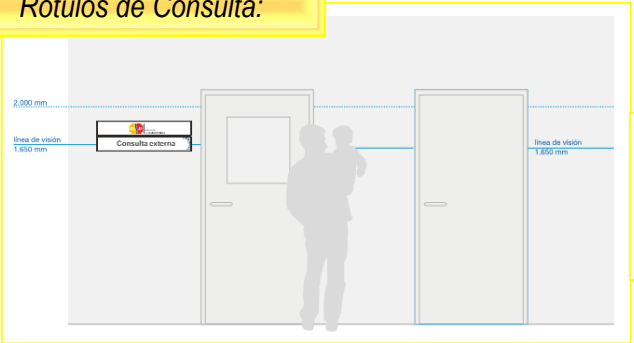 Rótulos de Consulta:
2.000 mm
línea de visión
1.650 mm
Consulta externa
línea de visión
1.650 mm